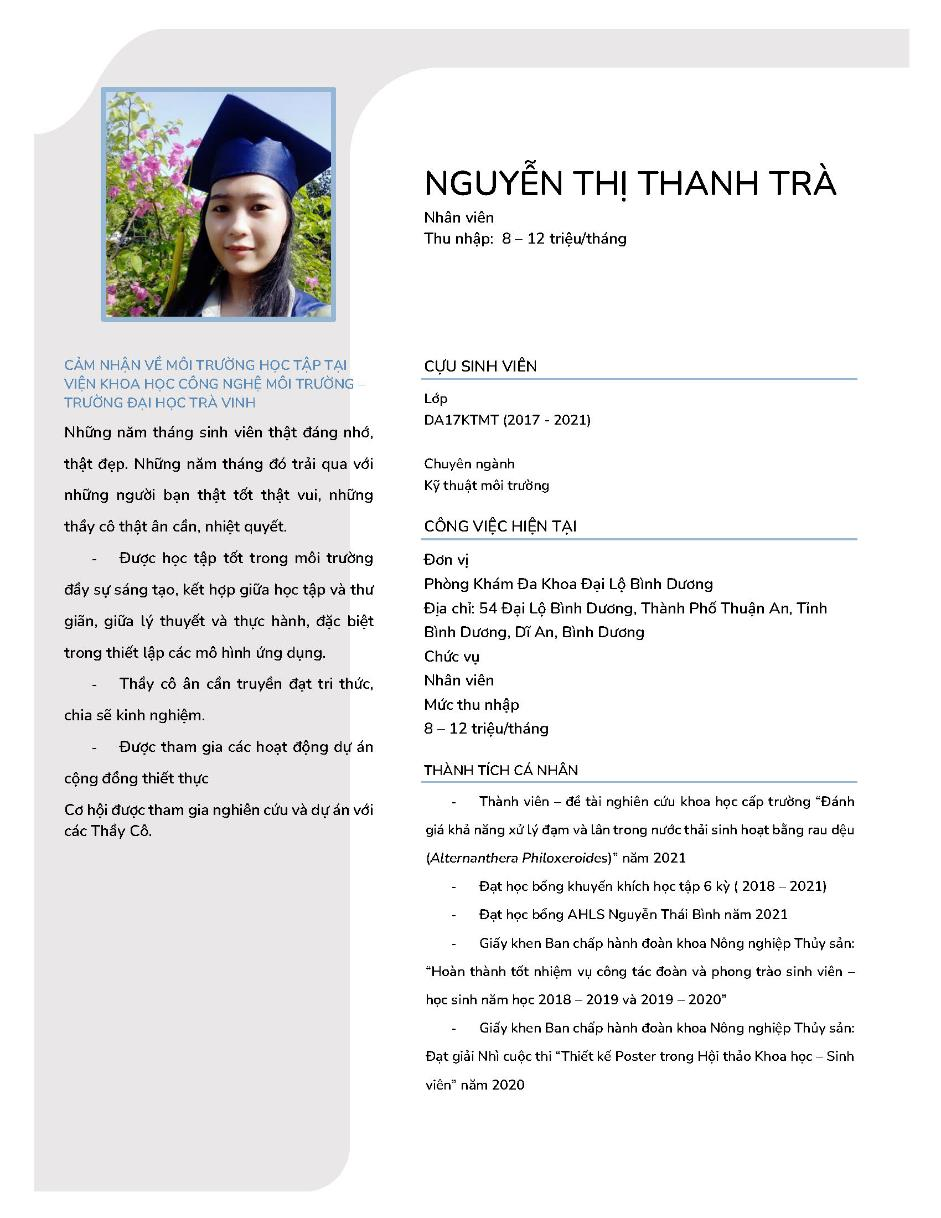 NGUYỄN THỊ THANH TRÀ
Nhân viên
Thu nhập: 8 – 12 triệu/tháng
CẢM NHẬN VỀ MÔI TRƯỜNG HỌC TẬP TẠI
VIỆN KHOA HỌC CÔNG NGHỆ MÔI TRƯỜNG –
TRƯỜNG ĐẠI HỌC TRÀ VINH
Những năm tháng sinh viên thật đáng nhớ,
thật đẹp. Những năm tháng đó trải qua với
những người bạn thật tốt thật vui, những
thầy cô thật ân cần, nhiệt quyết.
- Được học tập tốt trong môi trường
đầy sự sáng tạo, kết hợp giữa học tập và thư
giãn, giữa lý thuyết và thực hành, đặc biệt
trong thiết lập các mô hình ứng dụng.
- Thầy cô ân cần truyền đạt tri thức,
chia sẽ kinh nghiệm.
- Được tham gia các hoạt động dự án
cộng đồng thiết thực
Cơ hội được tham gia nghiên cứu và dự án với
các Thầy Cô.
CỰU SINH VIÊN
Lớp
DA17KTMT (2017 - 2021)
Chuyên ngành
Kỹ thuật môi trường
CÔNG VIỆC HIỆN TẠI
Đơn vị
Phòng Khám Đa Khoa Đại Lộ Bình Dương
Địa chỉ: 54 Đại Lộ Bình Dương, Thành Phố Thuận An, Tỉnh
Bình Dương, Dĩ An, Bình Dương
Chức vụ
Nhân viên
Mức thu nhập
8 – 12 triệu/tháng
THÀNH TÍCH CÁ NHÂN
- Thành viên – đề tài nghiên cứu khoa học cấp trường “Đánh
giá khả năng xử lý đạm và lân trong nước thải sinh hoạt bằng rau dệu
(Alternanthera Philoxeroides)” năm 2021
- Đạt học bổng khuyến khích học tập 6 kỳ ( 2018 – 2021)
- Đạt học bổng AHLS Nguyễn Thái Bình năm 2021
- Giấy khen Ban chấp hành đoàn khoa Nông nghiệp Thủy sản:
“Hoàn thành tốt nhiệm vụ công tác đoàn và phong trào sinh viên –
học sinh năm học 2018 – 2019 và 2019 – 2020”
- Giấy khen Ban chấp hành đoàn khoa Nông nghiệp Thủy sản:
Đạt giải Nhì cuộc thi “Thiết kế Poster trong Hội thảo Khoa học – Sinh
viên” năm 2020